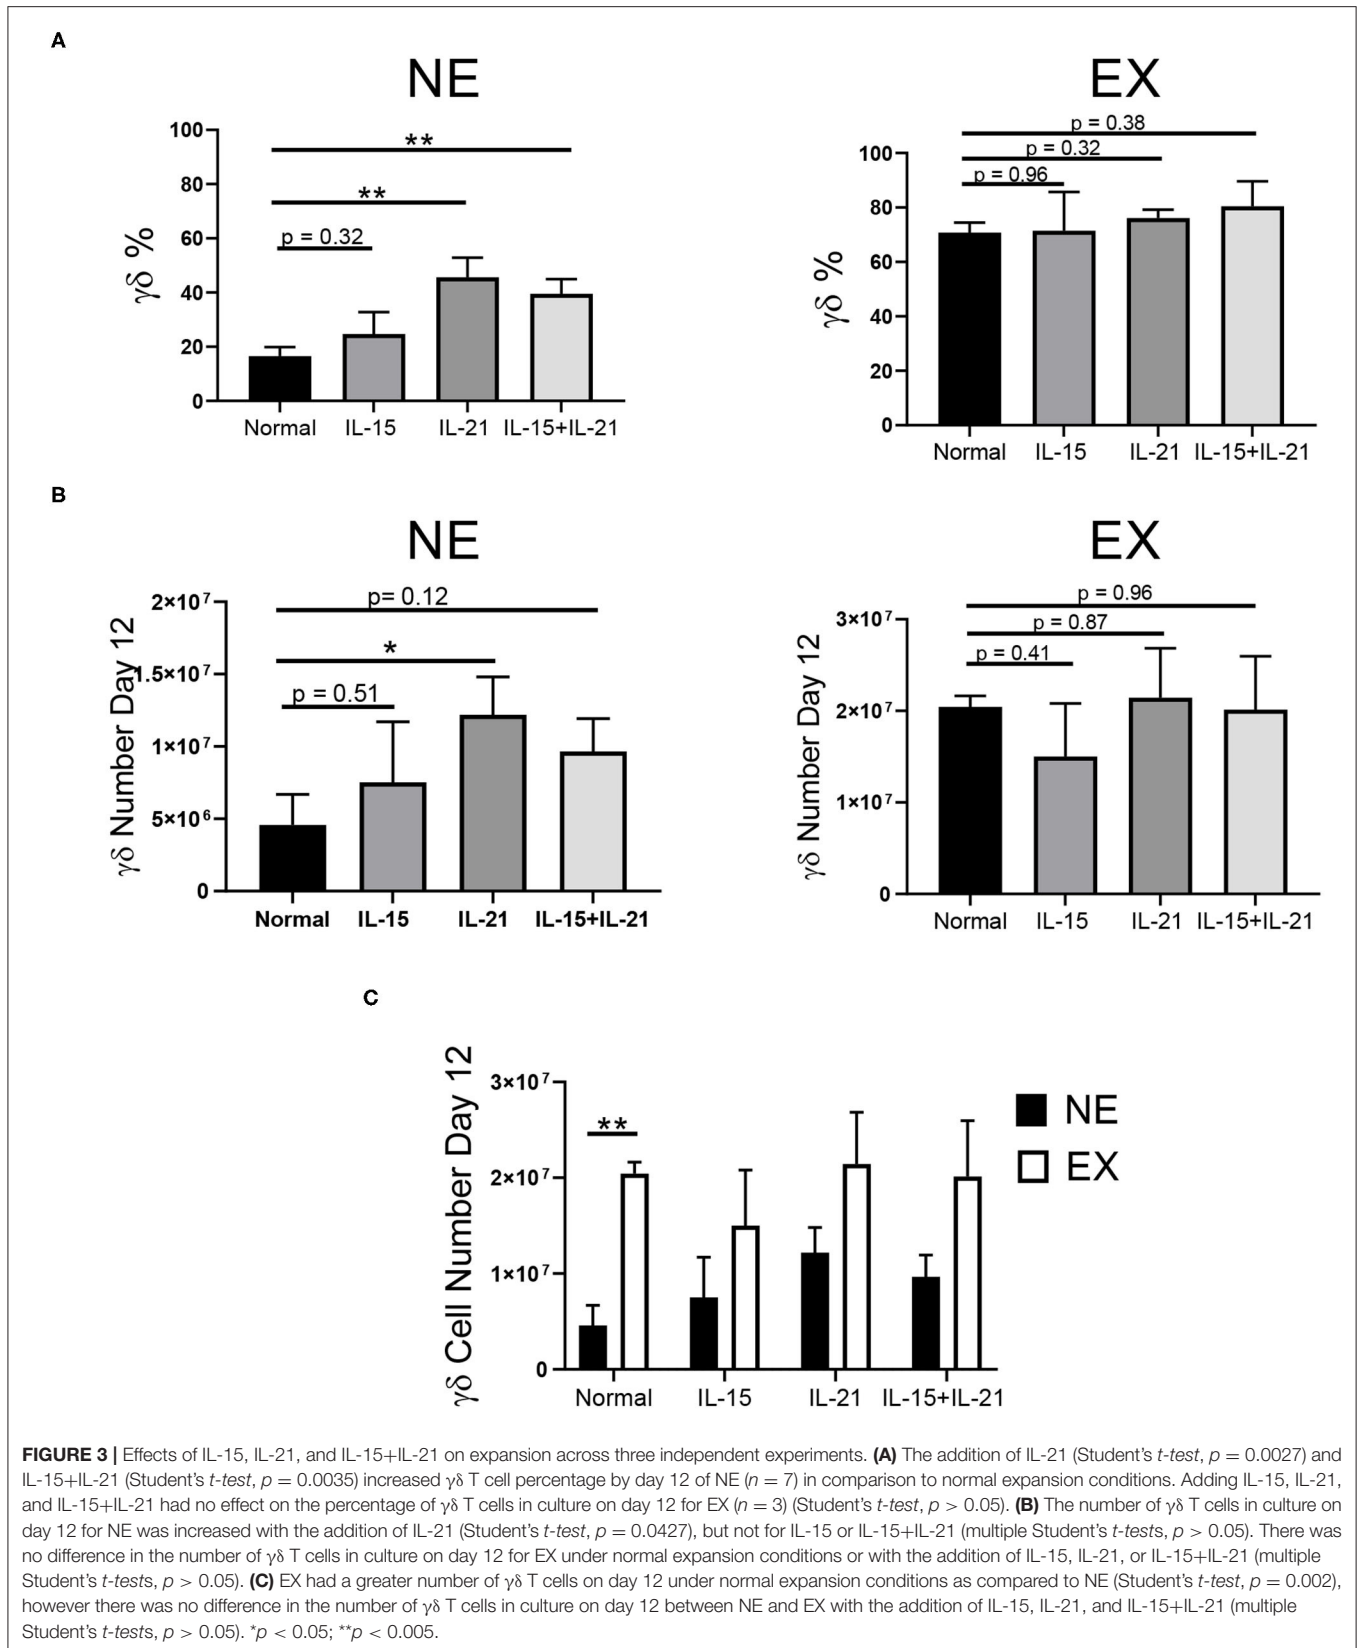 A
NE
γδ %
100
80
60
40
20
0
**
**
p = 0.32
Normal IL-15 IL-21 IL-15+IL-21
EX
γδ %
100
80
60
40
20
0
p = 0.38
p = 0.32
p = 0.96
Normal IL-15 IL-21 IL-15+IL-21
B
NE
γδ Number Day 12
2×10⁷
1.5×10⁷
1×10⁷
5×10⁶
0
p= 0.12
*
p = 0.51
Normal IL-15 IL-21 IL-15+IL-21
EX
γδ Number Day 12
3×10⁷
2×10⁷
1×10⁷
0
p = 0.96
p = 0.87
p = 0.41
Normal IL-15 IL-21 IL-15+IL-21
C
γδ Cell Number Day 12
3×10⁷
2×10⁷
1×10⁷
0
**
Normal IL-15 IL-21 IL-15+IL-21
NE
EX
FIGURE 3 | Effects of IL-15, IL-21, and IL-15+IL-21 on expansion across three independent experiments. (A) The addition of IL-21 (Student's t-test, p = 0.0027) and
IL-15+IL-21 (Student's t-test, p = 0.0035) increased γδ T cell percentage by day 12 of NE (n = 7) in comparison to normal expansion conditions. Adding IL-15, IL-21,
and IL-15+IL-21 had no effect on the percentage of γδ T cells in culture on day 12 for EX (n = 3) (Student's t-test, p > 0.05). (B) The number of γδ T cells in culture on
day 12 for NE was increased with the addition of IL-21 (Student's t-test, p = 0.0427), but not for IL-15 or IL-15+IL-21 (multiple Student's t-tests, p > 0.05). There was
no difference in the number of γδ T cells in culture on day 12 for EX under normal expansion conditions or with the addition of IL-15, IL-21, or IL-15+IL-21 (multiple
Student's t-tests, p > 0.05). (C) EX had a greater number of γδ T cells on day 12 under normal expansion conditions as compared to NE (Student's t-test, p = 0.002),
however there was no difference in the number of γδ T cells in culture on day 12 between NE and EX with the addition of IL-15, IL-21, and IL-15+IL-21 (multiple
Student's t-tests, p > 0.05). *p < 0.05; **p < 0.005.